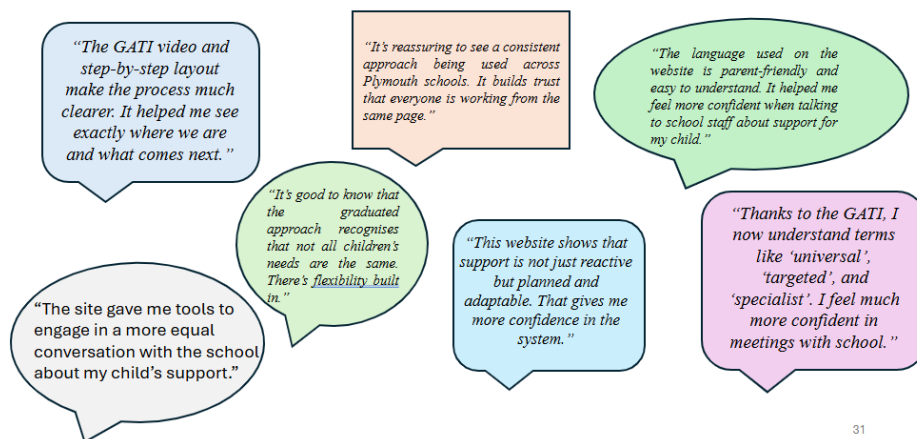 “The GATI video and
step-by-step layout
make the process much
clearer. It helped me see
exactly where we are
and what comes next.”
“It’s reassuring to see a consistent
approach being used across
Plymouth schools. It builds trust
that everyone is working from the
same page.”
“The language used on the
website is parent-friendly and
easy to understand. It helped me
feel more confident when talking
to school staff about support for
my child.”
“It’s good to know that
the graduated
approach recognises
that not all children’s
needs are the same.
There’s flexibility built
in.”
“This website shows that
support is not just reactive
but planned and
adaptable. That gives me
more confidence in the
system.”
“Thanks to the GATI, I
now understand terms
like ‘universal’,
‘targeted’, and
‘specialist’. I feel much
more confident in
meetings with school.”
“The site gave me tools to
engage in a more equal
conversation with the school
about my child’s support.”
31